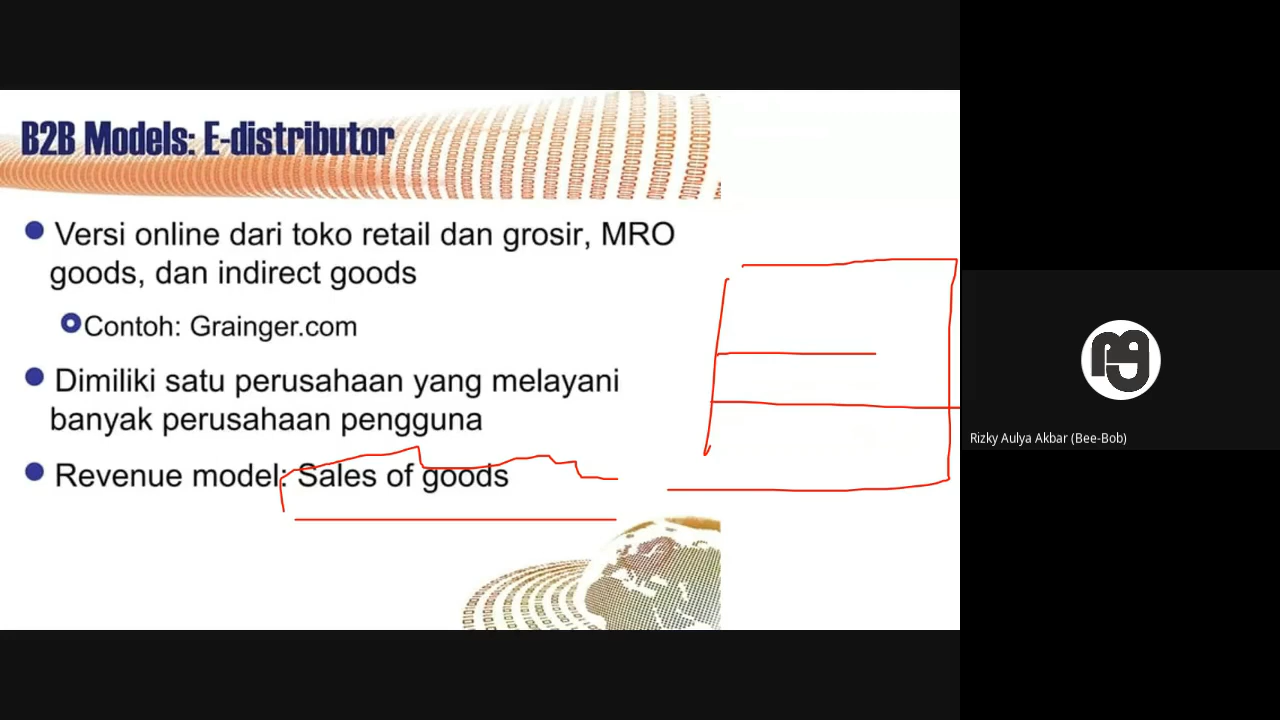 B2B Models: E-distributor
Versi online dari toko retail dan grosir, MRO
goods, dan indirect goods
Contoh: Grainger.com
Dimiliki satu perusahaan yang melayani
banyak perusahaan pengguna
Revenue model: Sales of goods
Rizky Aulya Akbar (Bee-Bob)